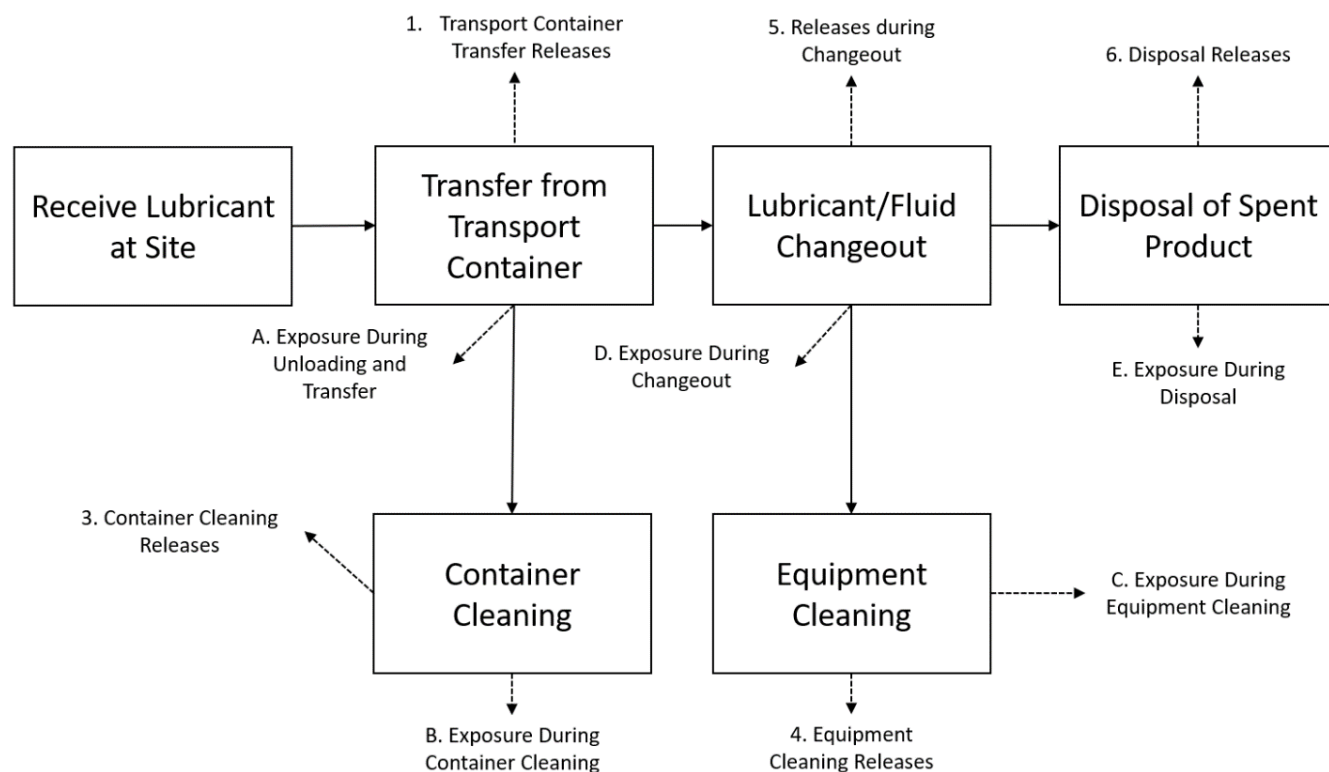 1. Transport Container
Transfer Releases
5. Releases during
Changeout
6. Disposal Releases
Receive Lubricant
at Site
Transfer from
Transport
Container
Lubricant/Fluid
Changeout
Disposal of Spent
Product
A. Exposure During
Unloading and
Transfer
D. Exposure During
Changeout
E. Exposure During
Disposal
3. Container Cleaning
Releases
Container
Cleaning
Equipment
Cleaning
C. Exposure During
Equipment Cleaning
B. Exposure During
Container Cleaning
4. Equipment
Cleaning Releases